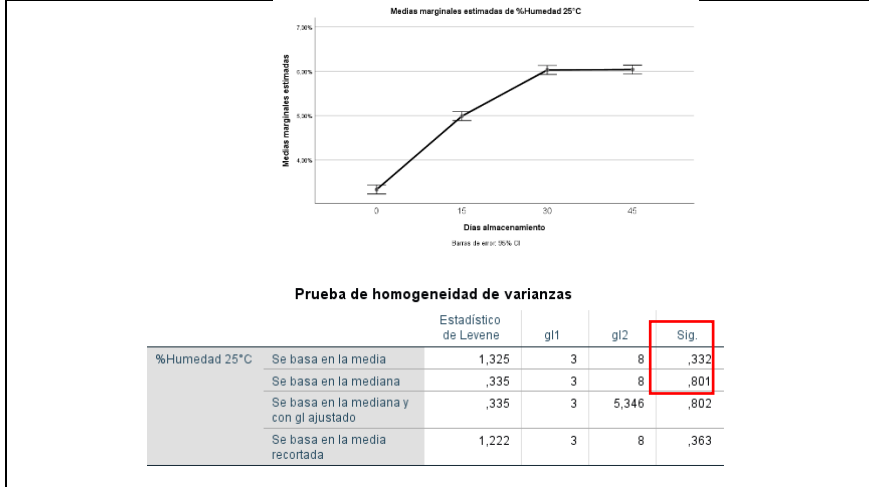 Medias marginales estimadas de %Humedad 25°C
Medias marginales estimadas
7,00%
6,00%
5,00%
4,00%
0 15 30 45
Días almacenamiento
Barras de error: 95% CI
Prueba de homogeneidad de varianzas
Estadístico
de Levene gl1 gl2 Sig.
%Humedad 25°C Se basa en la media 1,325 3 8 ,332
Se basa en la mediana ,335 3 8 ,801
Se basa en la mediana y
con gl ajustado ,335 3 5,346 ,802
Se basa en la media
recortada 1,222 3 8 ,363